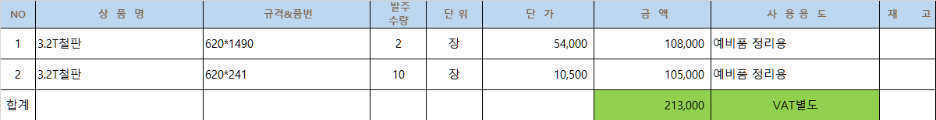 NO 상 품 명 규격&품번 발주 수량 단 위 단 가 금 액 사 용 용 도 재 고
1 3.2T철판 620*1490 2 장 54,000 108,000 예비품 정리용
2 3.2T철판 620*241 10 장 10,500 105,000 예비품 정리용
합계 213,000 VAT별도